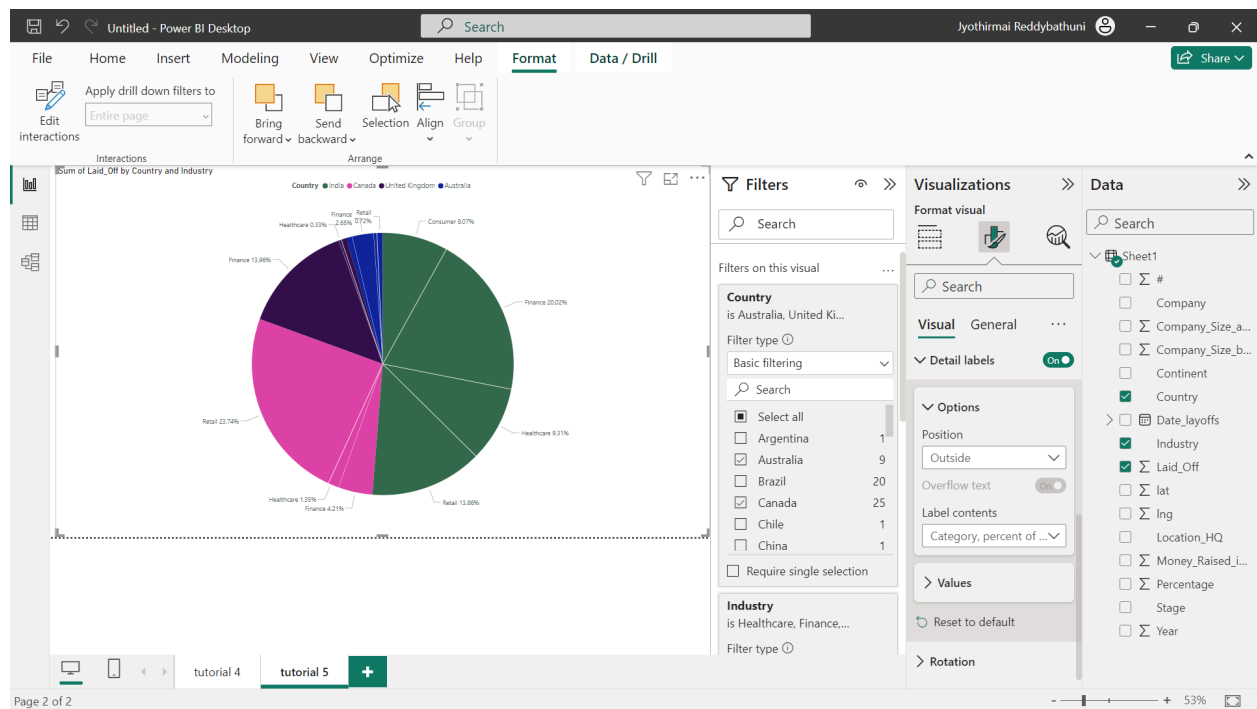 Untitled - Power BI Desktop
Search
Jyothirmai Reddybathuni
File Home Insert Modeling View Optimize Help Format Data / Drill
Share
Edit interactions
Apply drill down filters to
Entire page
Interactions
Bring forward
Send backward
Selection
Align
Group
Arrange
Sum of Laid_Off by Country and Industry
Country India Canada United Kingdom Australia
Consumer 8.07%
Finance 20.02%
Healthcare 9.31%
Retail 13.86%
Finance 4.21%
Healthcare 1.35%
Retail 23.74%
Finance 13.96%
Healthcare 0.33%
Finance 2.65%
Retail 0.72%
Filters
Search
Filters on this visual
...
Country
is Australia, United Ki...
Filter type
Basic filtering
Search
Select all
Argentina 1
Australia 9
Brazil 20
Canada 25
Chile 1
China 1
Require single selection
Industry
is Healthcare, Finance,...
Filter type
Visualizations
Format visual
Search
Visual General ...
Detail labels On
Options
Position
Outside
Overflow text On
Label contents
Category, percent of ...
Values
Reset to default
Rotation
Data
Search
Sheet1
∑ #
Company
∑ Company_Size_a...
∑ Company_Size_b...
Continent
Country
Date_layoffs
Industry
∑ Laid_Off
∑ lat
∑ lng
Location_HQ
∑ Money_Raised_i...
∑ Percentage
Stage
∑ Year
tutorial 4
tutorial 5
+
Page 2 of 2
- + 53%